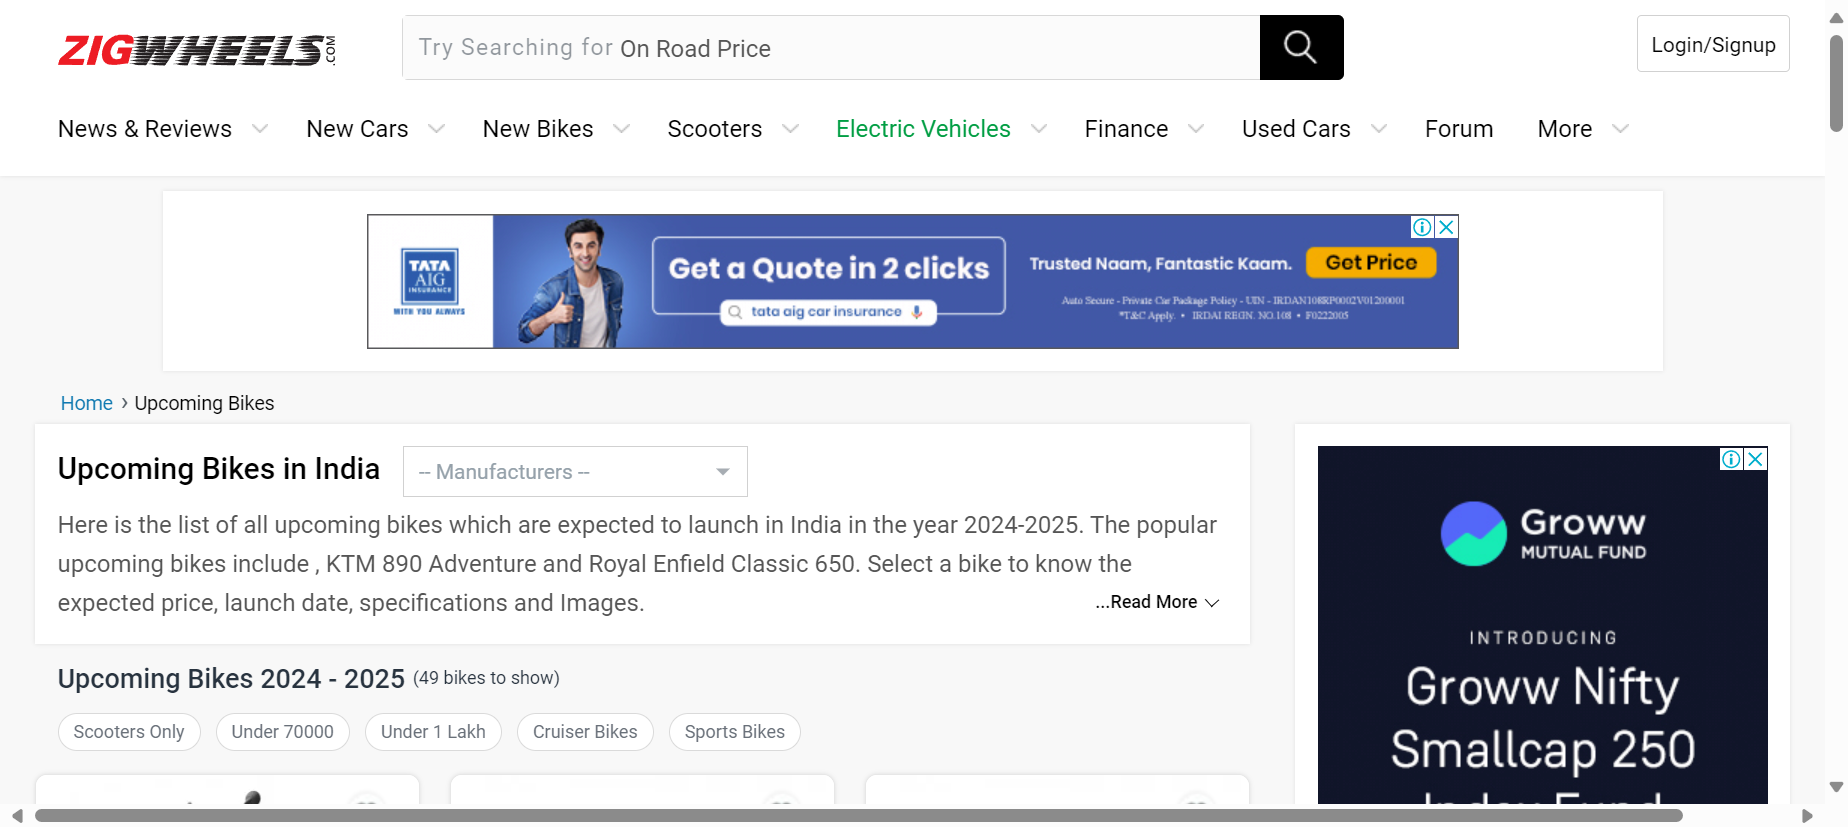 ZIGWHEELS.COM
Try Searching for On Road Price
Login/Signup
News & Reviews
New Cars
New Bikes
Scooters
Electric Vehicles
Finance
Used Cars
Forum
More
TATA
AIG
INSURANCE
WITH YOU ALWAYS
Get a Quote in 2 clicks
tata aig car insurance
Trusted Naam, Fantastic Kaam.
Get Price
Auto Secure - Private Car Package Policy - UIN - IRDAN108RP0002V01200001
*T&C Apply. • IRDAI REGN. NO.108 • F0222005
Home › Upcoming Bikes
Upcoming Bikes in India
-- Manufacturers --
Here is the list of all upcoming bikes which are expected to launch in India in the year 2024-2025. The popular
upcoming bikes include , KTM 890 Adventure and Royal Enfield Classic 650. Select a bike to know the
expected price, launch date, specifications and Images.
...Read More
Upcoming Bikes 2024 - 2025 (49 bikes to show)
Scooters Only
Under 70000
Under 1 Lakh
Cruiser Bikes
Sports Bikes
Groww
MUTUAL FUND
INTRODUCING
Groww Nifty
Smallcap 250
Index Fund